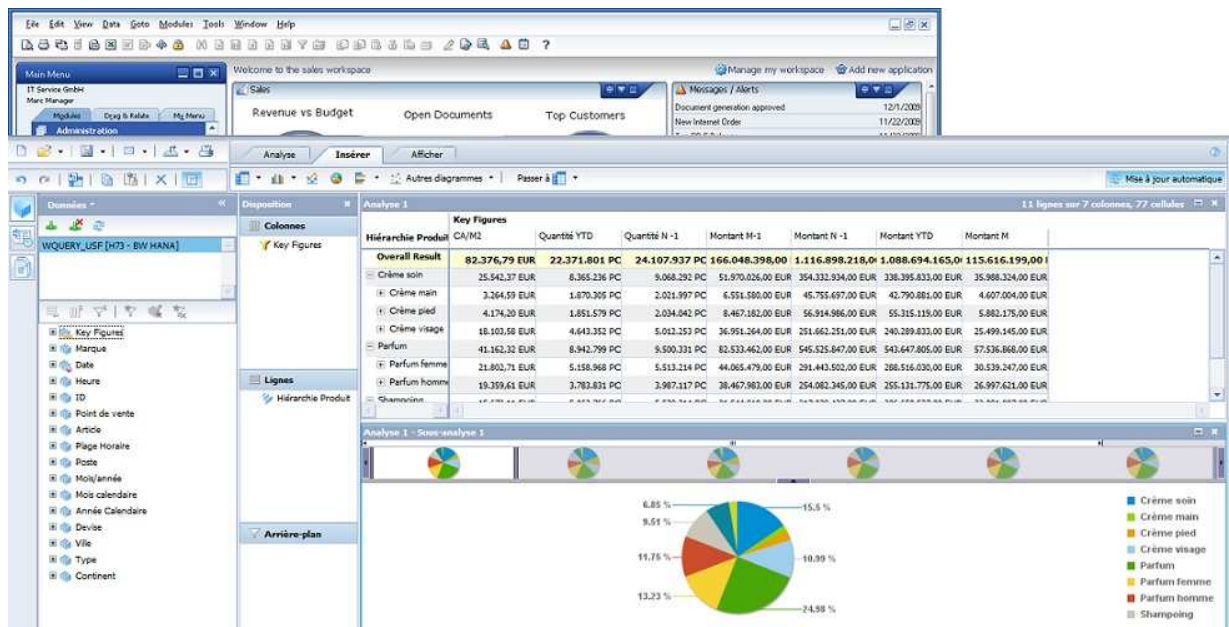 File Edit View Data Goto Modules Tools Window Help
Main Menu
IT Service GmbH
Marc Manager
Modules Drag & Relate My Menu
Administration
Welcome to the sales workspace
Manage my workspace Add new application
Sales
Revenue vs Budget Open Documents Top Customers
Messages / Alerts
Document generation approved 12/1/2009
New Internet Order 11/22/2009
Analyse Insérer Afficher
Autres diagrammes Passer à
Mise à jour automatique
Données
WQUERY_USF [H73 - BW HANA]
Key Figures
Marque
Date
Heure
ID
Point de vente
Article
Plage Horaire
Poste
Mois/année
Mois calendaire
Année Calendaire
Devise
Ville
Type
Continent
Disposition
Colonnes
Key Figures
Lignes
Hiérarchie Produit
Arrière-plan
Analyse 1 11 lignes sur 7 colonnes, 77 cellules
Key Figures
Hiérarchie Produit CA/M2 Quantité YTD Quantité N -1 Montant M-1 Montant N -1 Montant YTD Montant M
Overall Result 82.376,79 EUR 22.371.801 PC 24.107.937 PC 166.048.398,00 1.116.898.218,0 1.088.694.165,0 115.616.199,00
Crème soin 25.542,37 EUR 8.365.236 PC 9.068.292 PC 51.970.026,00 EUR 354.332.934,00 EUR 338.395.833,00 EUR 35.988.324,00 EUR
Crème main 3.264,59 EUR 1.870.305 PC 2.021.997 PC 6.551.580,00 EUR 45.755.697,00 EUR 42.790.881,00 EUR 4.607.004,00 EUR
Crème pied 4.174,20 EUR 1.851.579 PC 2.034.042 PC 8.467.182,00 EUR 56.914.986,00 EUR 55.315.119,00 EUR 5.882.175,00 EUR
Crème visage 18.103,58 EUR 4.643.352 PC 5.012.253 PC 36.951.264,00 EUR 251.662.251,00 EUR 240.289.833,00 EUR 25.499.145,00 EUR
Parfum 41.162,32 EUR 8.942.799 PC 9.500.331 PC 82.533.462,00 EUR 545.525.847,00 EUR 543.647.805,00 EUR 57.536.868,00 EUR
Parfum femme 21.802,71 EUR 5.158.968 PC 5.513.214 PC 44.065.479,00 EUR 291.443.502,00 EUR 288.516.030,00 EUR 30.539.247,00 EUR
Parfum homme 19.359,61 EUR 3.783.831 PC 3.987.117 PC 38.467.983,00 EUR 254.082.345,00 EUR 255.131.775,00 EUR 26.997.621,00 EUR
Shampoing
Analyse 1 - Sous-analyse 1
6.85 %
9.51 %
11.75 %
13.23 %
15.5 %
10.99 %
24.98 %
Crème soin
Crème main
Crème pied
Crème visage
Parfum
Parfum femme
Parfum homme
Shampoing